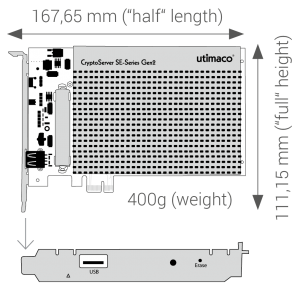 167,65 mm (“half“ length)
CryptoServer SE-Series Gen2
utimaco®
111,15 mm (“full“ height)
400g (weight)
USB
Erase